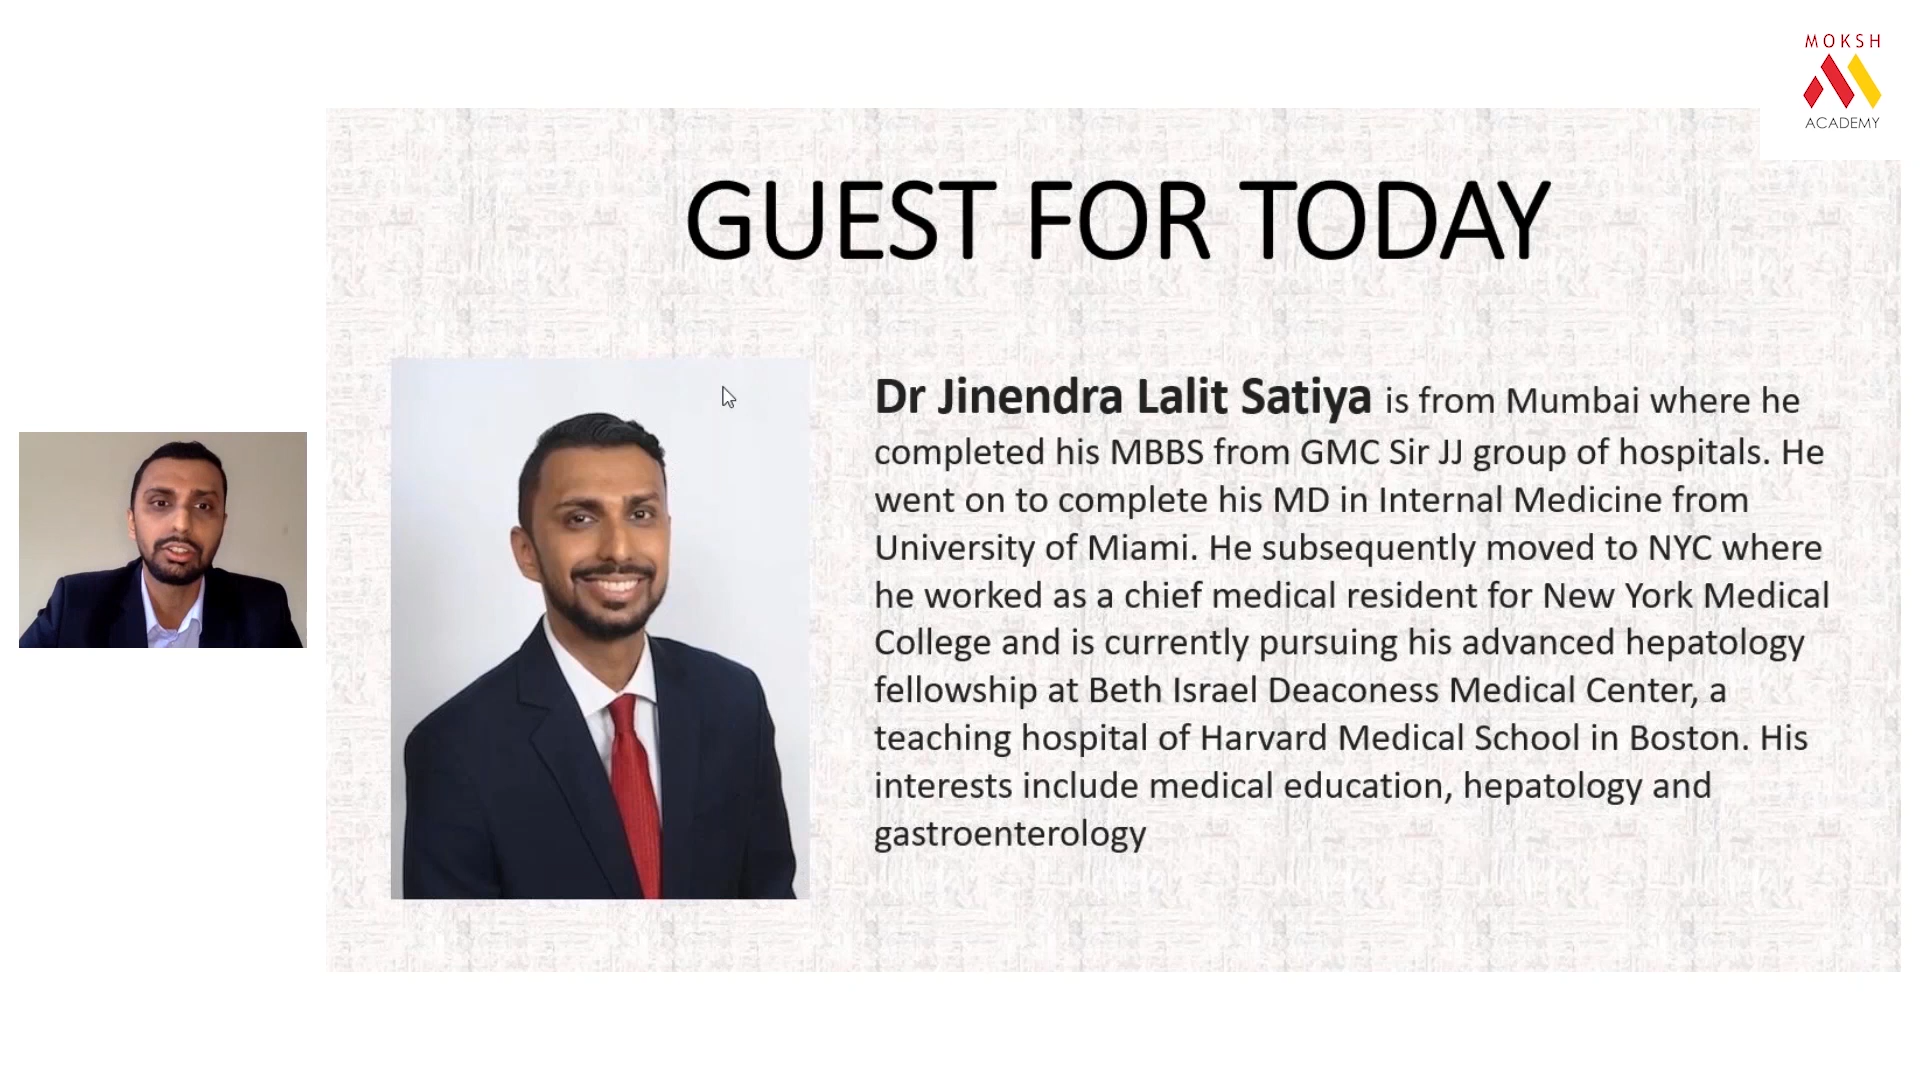 MOKSH
ACADEMY
GUEST FOR TODAY
Dr Jinendra Lalit Satiya is from Mumbai where he
completed his MBBS from GMC Sir JJ group of hospitals. He
went on to complete his MD in Internal Medicine from
University of Miami. He subsequently moved to NYC where
he worked as a chief medical resident for New York Medical
College and is currently pursuing his advanced hepatology
fellowship at Beth Israel Deaconess Medical Center, a
teaching hospital of Harvard Medical School in Boston. His
interests include medical education, hepatology and
gastroenterology